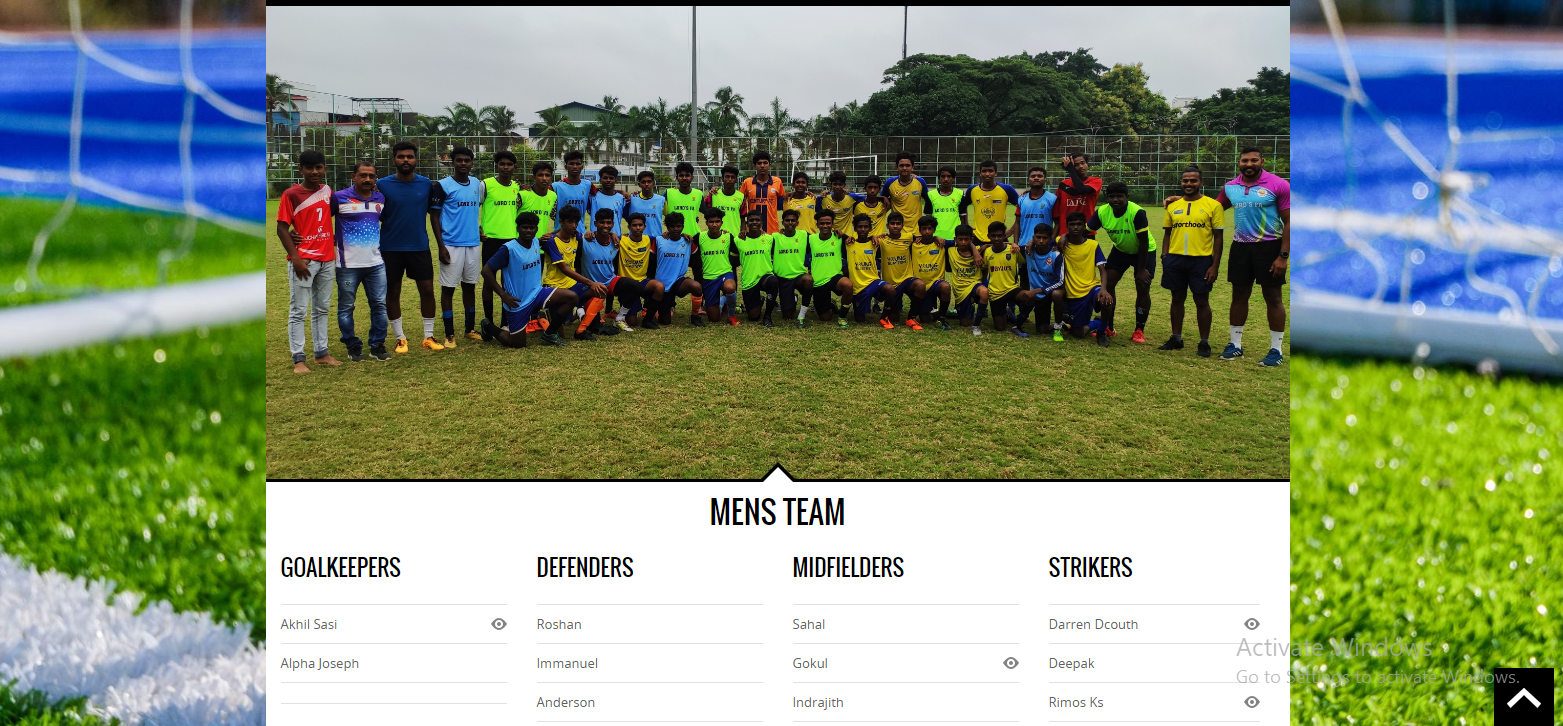 MENS TEAM
GOALKEEPERS
Akhil Sasi
Alpha Joseph
DEFENDERS
Roshan
Immanuel
Anderson
MIDFIELDERS
Sahal
Gokul
Indrajith
STRIKERS
Darren Dcouth
Deepak
Rimos Ks
Activate Windows
Go to Settings to activate Windows.